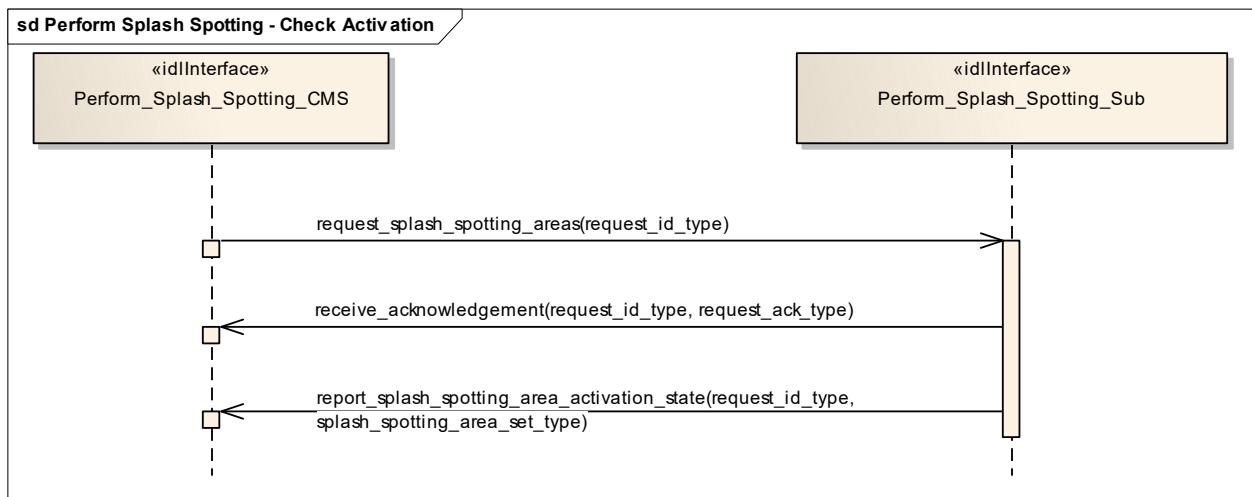 sd Perform Splash Spotting - Check Activation
«idlInterface»
Perform_Splash_Spotting_CMS
«idlInterface»
Perform_Splash_Spotting_Sub
request_splash_spotting_areas(request_id_type)
receive_acknowledgement(request_id_type, request_ack_type)
report_splash_spotting_area_activation_state(request_id_type,
splash_spotting_area_set_type)